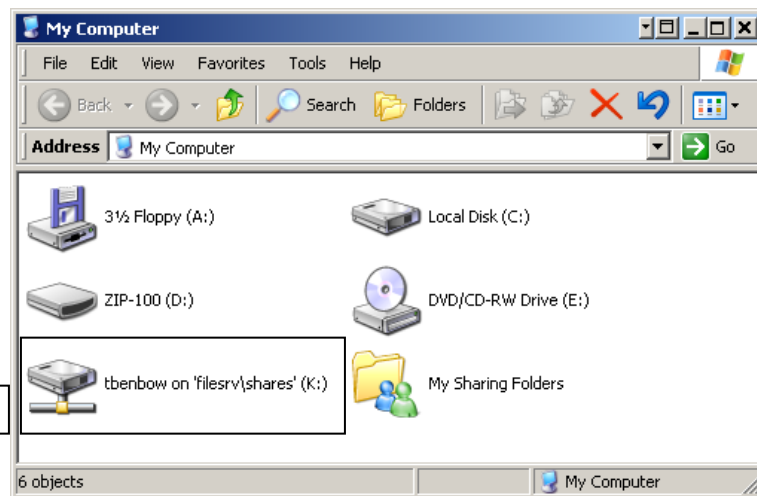 My Computer
File Edit View Favorites Tools Help
Back Search Folders
Address My Computer Go
3½ Floppy (A:) Local Disk (C:)
ZIP-100 (D:) DVD/CD-RW Drive (E:)
tbenbow on 'filesrv\shares' (K:) My Sharing Folders
6 objects My Computer